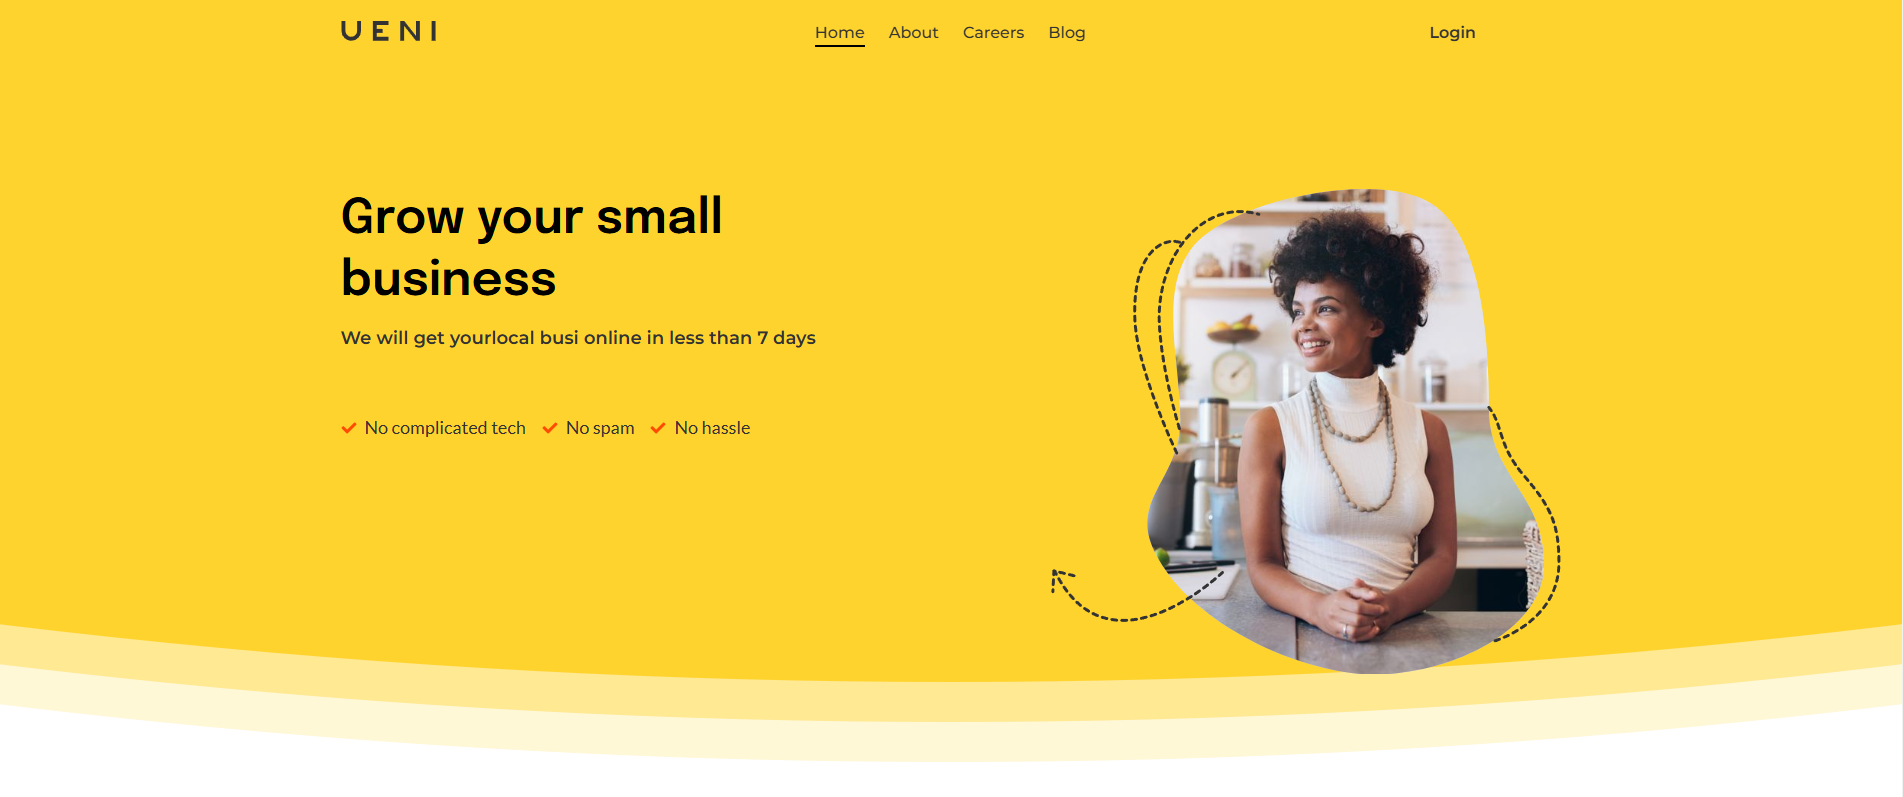 UENI
Home About Careers Blog
Login
Grow your small
business
We will get yourlocal busi online in less than 7 days
No complicated tech No spam No hassle